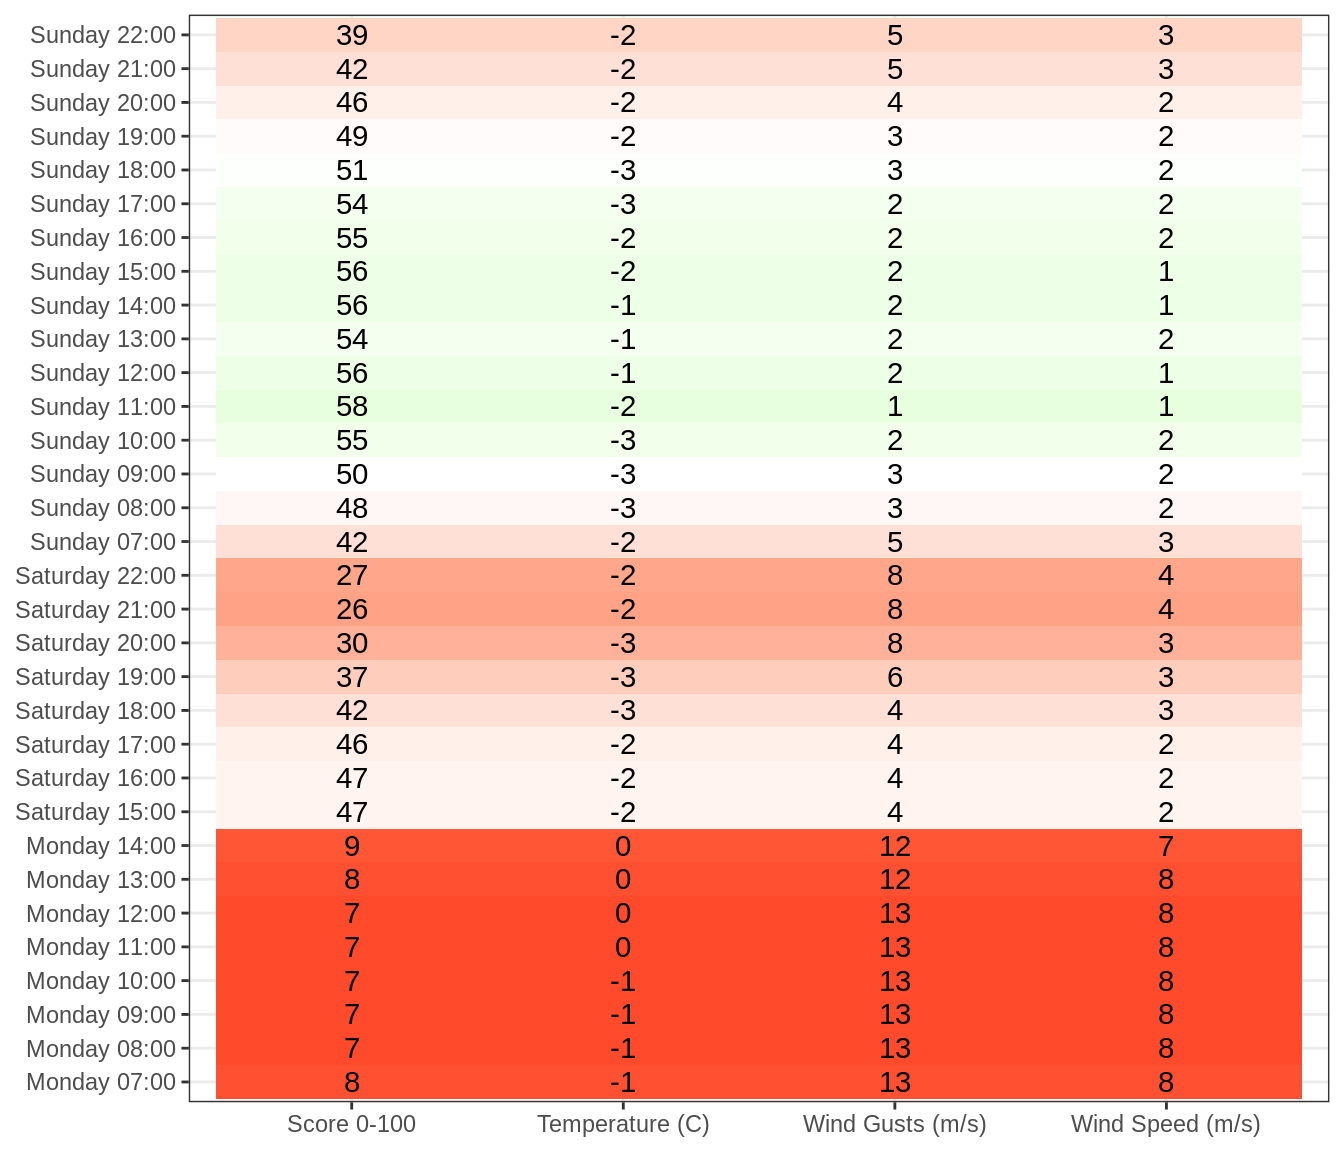 Sunday 22:00 39 -2 5 3
Sunday 21:00 42 -2 5 3
Sunday 20:00 46 -2 4 2
Sunday 19:00 49 -2 3 2
Sunday 18:00 51 -3 3 2
Sunday 17:00 54 -3 2 2
Sunday 16:00 55 -2 2 2
Sunday 15:00 56 -2 2 1
Sunday 14:00 56 -1 2 1
Sunday 13:00 54 -1 2 2
Sunday 12:00 56 -1 2 1
Sunday 11:00 58 -2 1 1
Sunday 10:00 55 -3 2 2
Sunday 09:00 50 -3 3 2
Sunday 08:00 48 -3 3 2
Sunday 07:00 42 -2 5 3
Saturday 22:00 27 -2 8 4
Saturday 21:00 26 -2 8 4
Saturday 20:00 30 -3 8 3
Saturday 19:00 37 -3 6 3
Saturday 18:00 42 -3 4 3
Saturday 17:00 46 -2 4 2
Saturday 16:00 47 -2 4 2
Saturday 15:00 47 -2 4 2
Monday 14:00 9 0 12 7
Monday 13:00 8 0 12 8
Monday 12:00 7 0 13 8
Monday 11:00 7 0 13 8
Monday 10:00 7 -1 13 8
Monday 09:00 7 -1 13 8
Monday 08:00 7 -1 13 8
Monday 07:00 8 -1 13 8
Score 0-100 Temperature (C) Wind Gusts (m/s) Wind Speed (m/s)